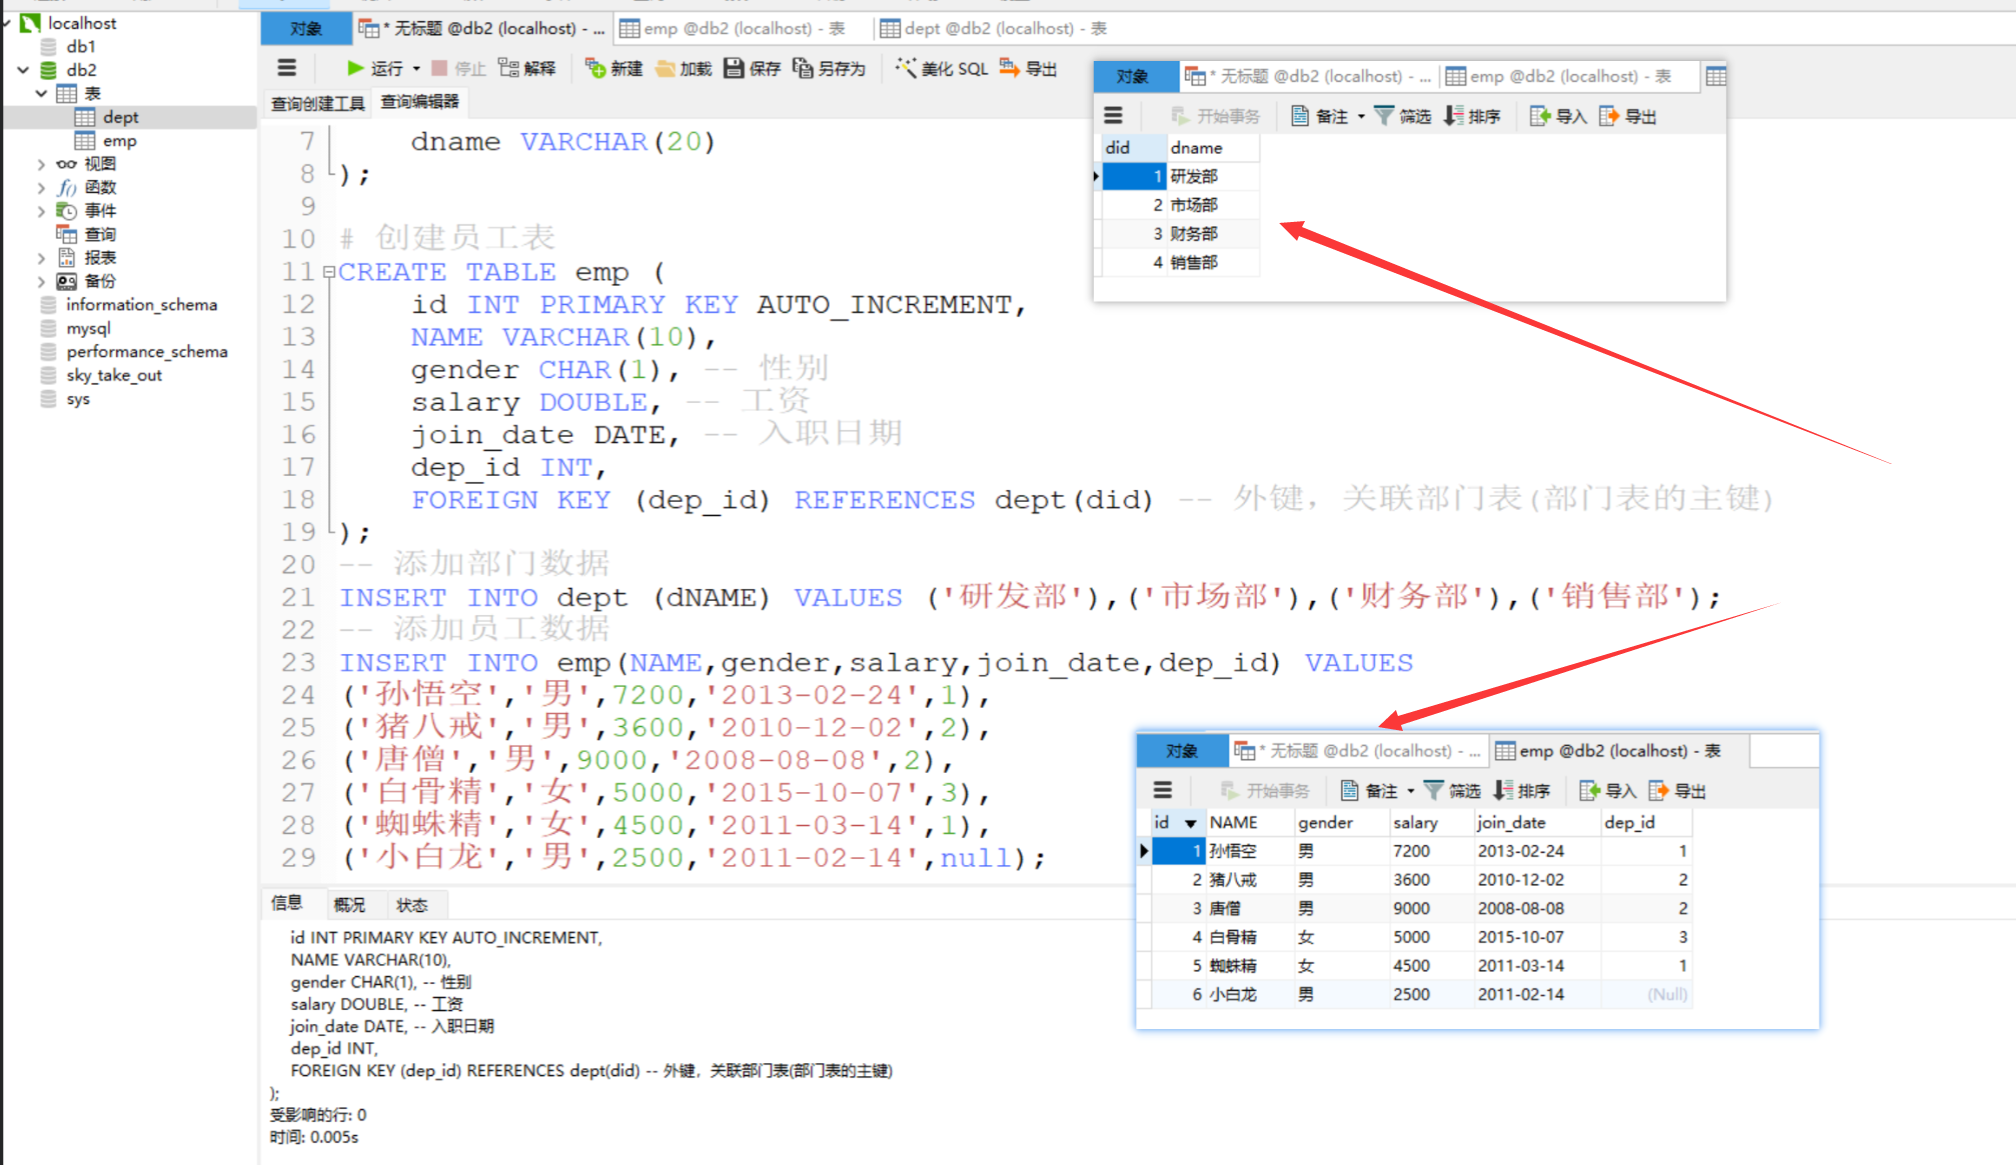 localhost
db1
db2
表
dept
emp
视图
函数
事件
查询
报表
备份
information_schema
mysql
performance_schema
sky_take_out
sys
对象 * 无标题 @db2 (localhost) - ... emp @db2 (localhost) - 表 dept @db2 (localhost) - 表
运行 停止 解释 新建 加载 保存 另存为 美化 SQL 导出
查询创建工具 查询编辑器
7 dname VARCHAR(20)
8 );
9
10 # 创建员工表
11 CREATE TABLE emp (
12 id INT PRIMARY KEY AUTO_INCREMENT,
13 NAME VARCHAR(10),
14 gender CHAR(1), -- 性别
15 salary DOUBLE, -- 工资
16 join_date DATE, -- 入职日期
17 dep_id INT,
18 FOREIGN KEY (dep_id) REFERENCES dept(did) -- 外键，关联部门表(部门表的主键)
19 );
20 -- 添加部门数据
21 INSERT INTO dept (dNAME) VALUES ('研发部'),('市场部'),('财务部'),('销售部');
22 -- 添加员工数据
23 INSERT INTO emp(NAME,gender,salary,join_date,dep_id) VALUES
24 ('孙悟空','男',7200,'2013-02-24',1),
25 ('猪八戒','男',3600,'2010-12-02',2),
26 ('唐僧','男',9000,'2008-08-08',2),
27 ('白骨精','女',5000,'2015-10-07',3),
28 ('蜘蛛精','女',4500,'2011-03-14',1),
29 ('小白龙','男',2500,'2011-02-14',null);
对象 * 无标题 @db2 (localhost) - ... emp @db2 (localhost) - 表
开始事务 备注 筛选 排序 导入 导出
did dname
1 研发部
2 市场部
3 财务部
4 销售部
对象 * 无标题 @db2 (localhost) - ... emp @db2 (localhost) - 表
开始事务 备注 筛选 排序 导入 导出
id NAME gender salary join_date dep_id
1 孙悟空 男 7200 2013-02-24 1
2 猪八戒 男 3600 2010-12-02 2
3 唐僧 男 9000 2008-08-08 2
4 白骨精 女 5000 2015-10-07 3
5 蜘蛛精 女 4500 2011-03-14 1
6 小白龙 男 2500 2011-02-14 (Null)
信息 概况 状态
id INT PRIMARY KEY AUTO_INCREMENT,
NAME VARCHAR(10),
gender CHAR(1), -- 性别
salary DOUBLE, -- 工资
join_date DATE, -- 入职日期
dep_id INT,
FOREIGN KEY (dep_id) REFERENCES dept(did) -- 外键，关联部门表(部门表的主键)
);
受影响的行: 0
时间: 0.005s